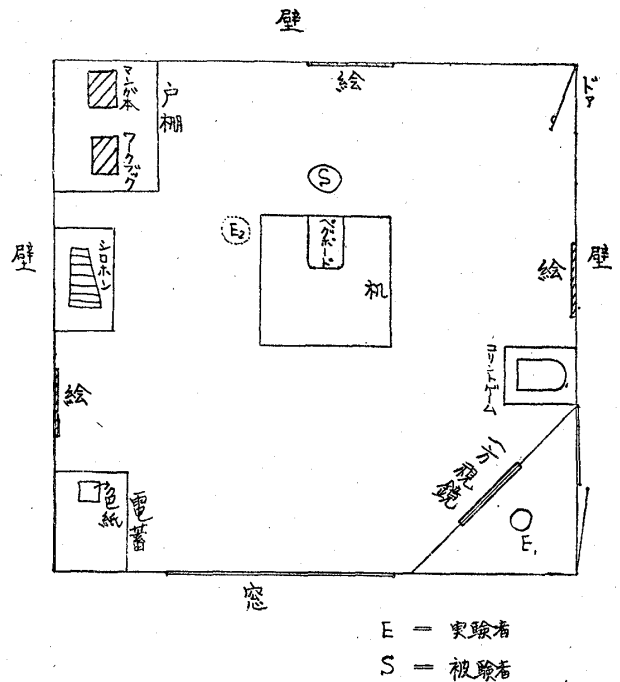 壁
絵
ドア
マンガ本
戸棚
ワークブック
S
E₂
ペグボード
机
シロホン
壁
絵
壁
コリントゲーム
絵
一方視鏡
色紙
電蓄
E₁
窓
E ＝ 実験者
S ＝ 被験者